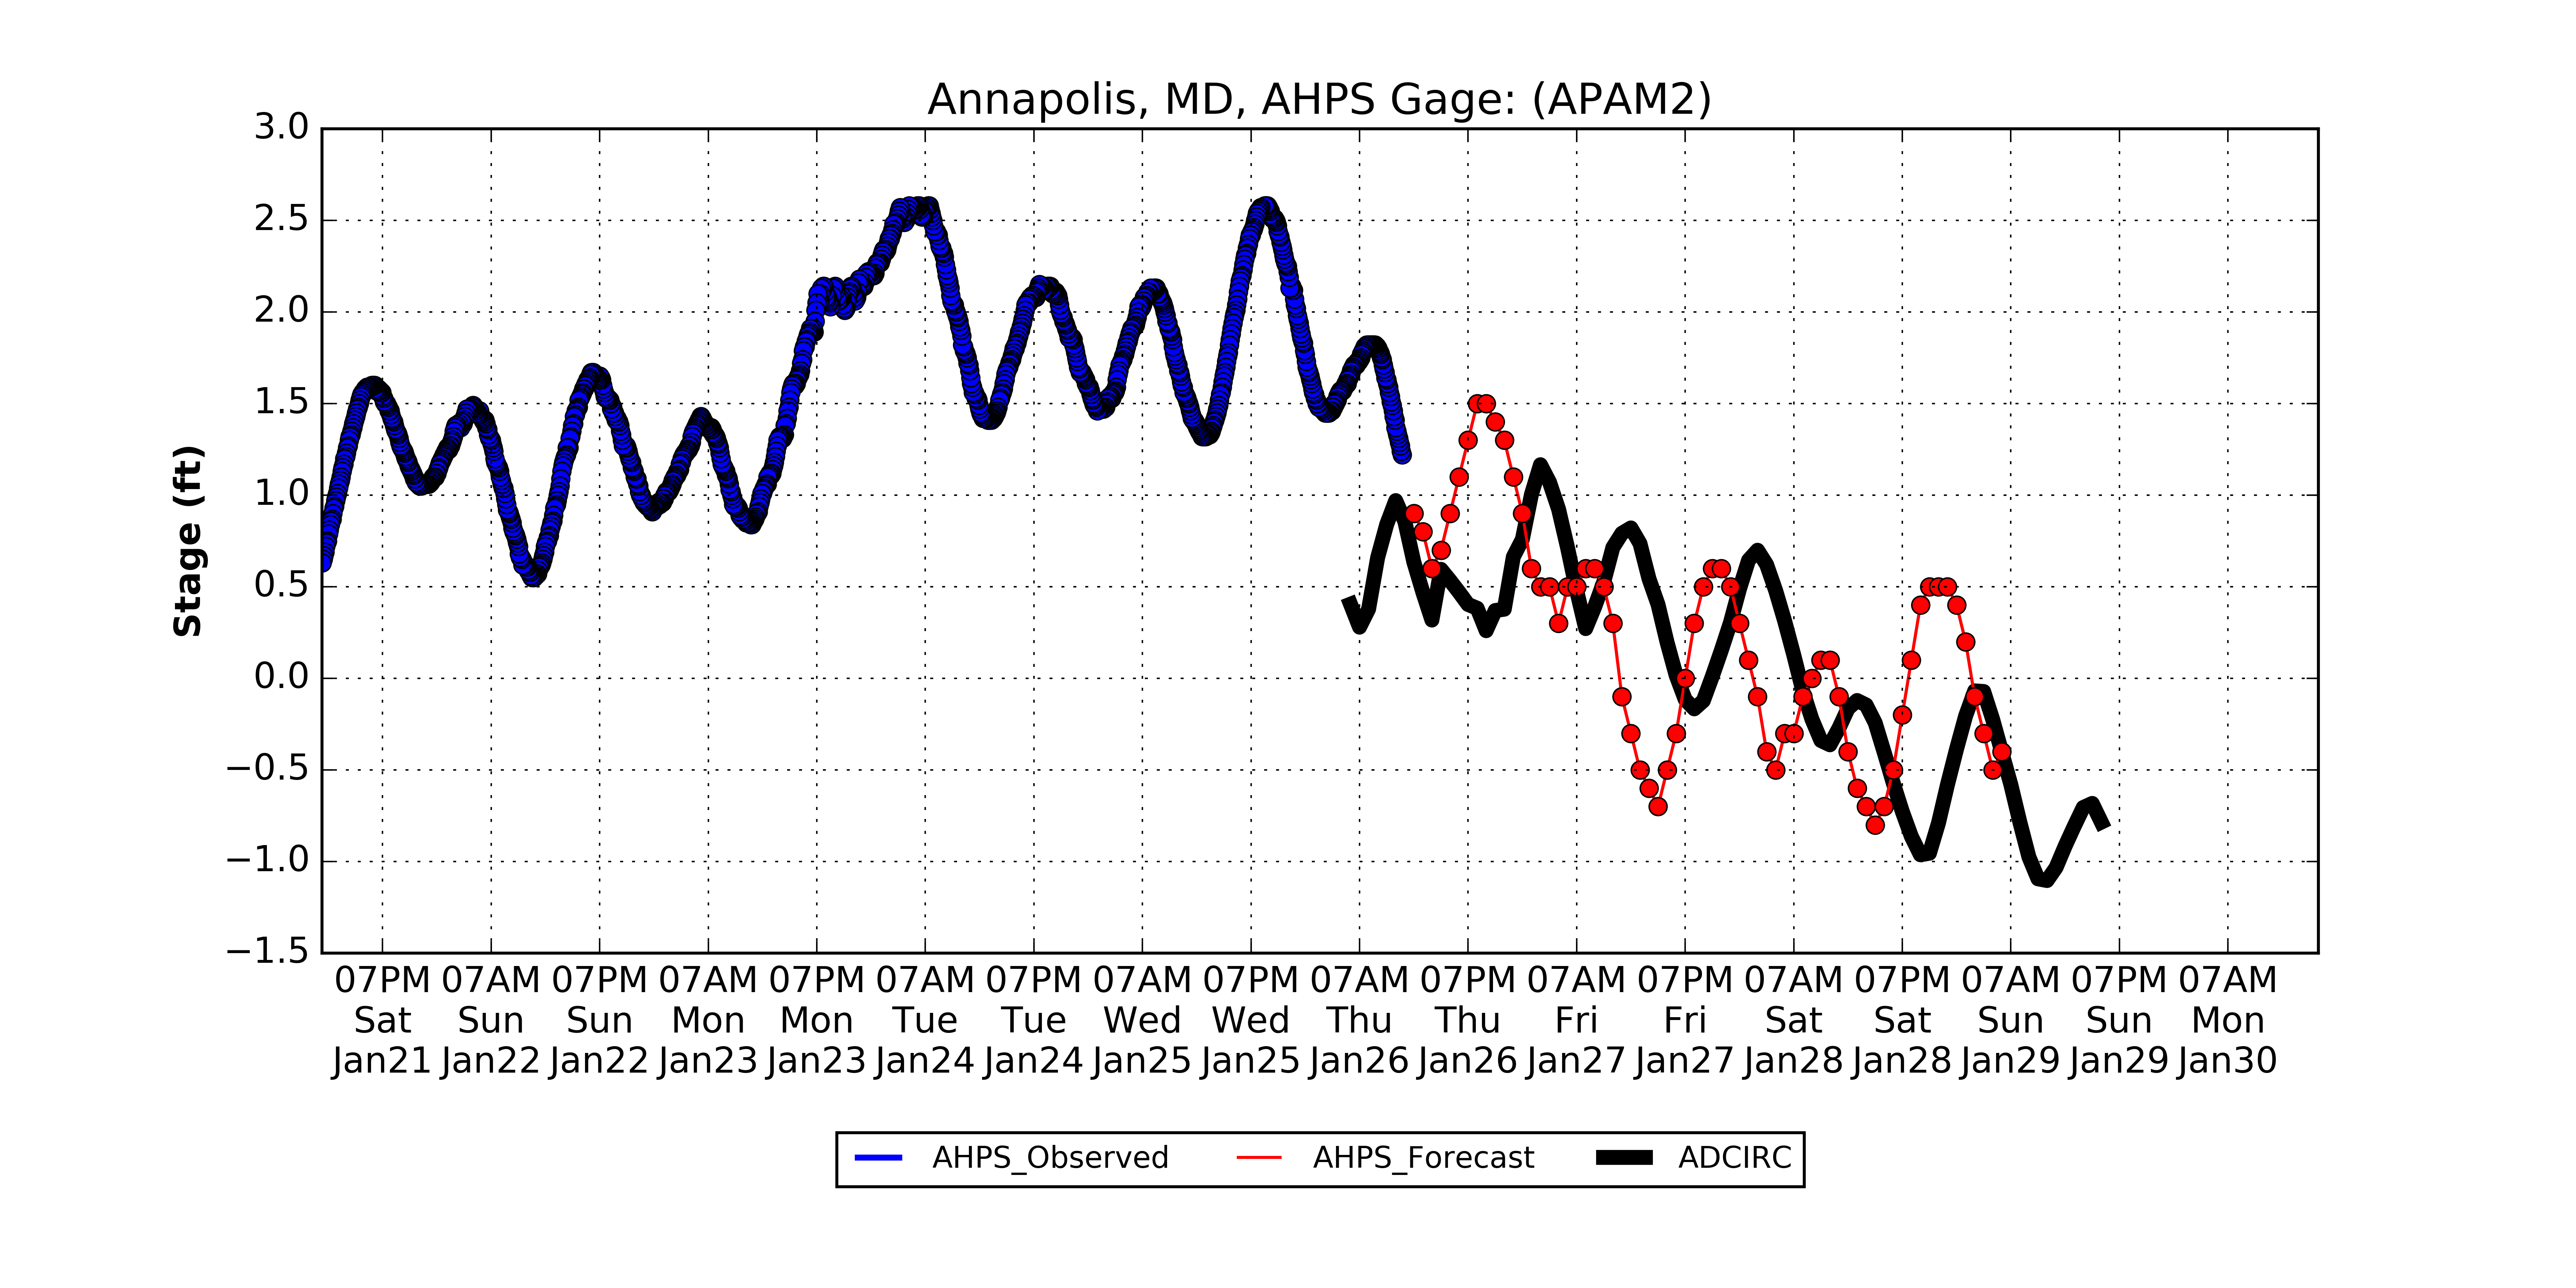 Annapolis, MD, AHPS Gage: (APAM2)
Stage (ft)
3.0
2.5
2.0
1.5
1.0
0.5
0.0
−0.5
−1.0
−1.5
07PM 07AM 07PM 07AM 07PM 07AM 07PM 07AM 07PM 07AM 07PM 07AM 07PM 07AM 07PM 07AM 07PM 07AM
Sat Sun Sun Mon Mon Tue Tue Wed Wed Thu Thu Fri Fri Sat Sat Sun Sun Mon
Jan21 Jan22 Jan22 Jan23 Jan23 Jan24 Jan24 Jan25 Jan25 Jan26 Jan26 Jan27 Jan27 Jan28 Jan28 Jan29 Jan29 Jan30
AHPS_Observed AHPS_Forecast ADCIRC